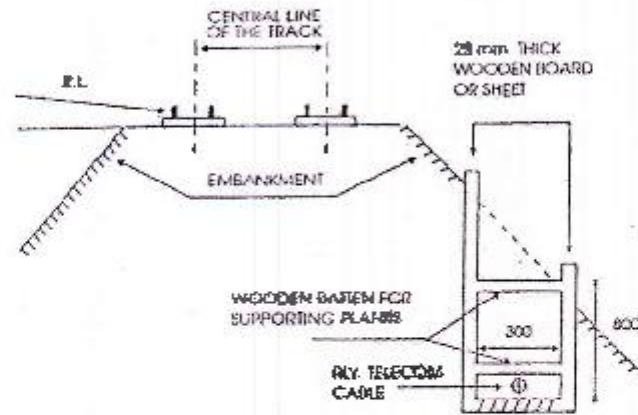 CENTRAL LINE
OF THE TRACK
28 mm THICK
WOODEN BOARD
OR SHEET
R.L.
EMBANKMENT
WOODEN BATTEN FOR
SUPPORTING PLANKS
300
800
RLY. TELECOM
CABLE